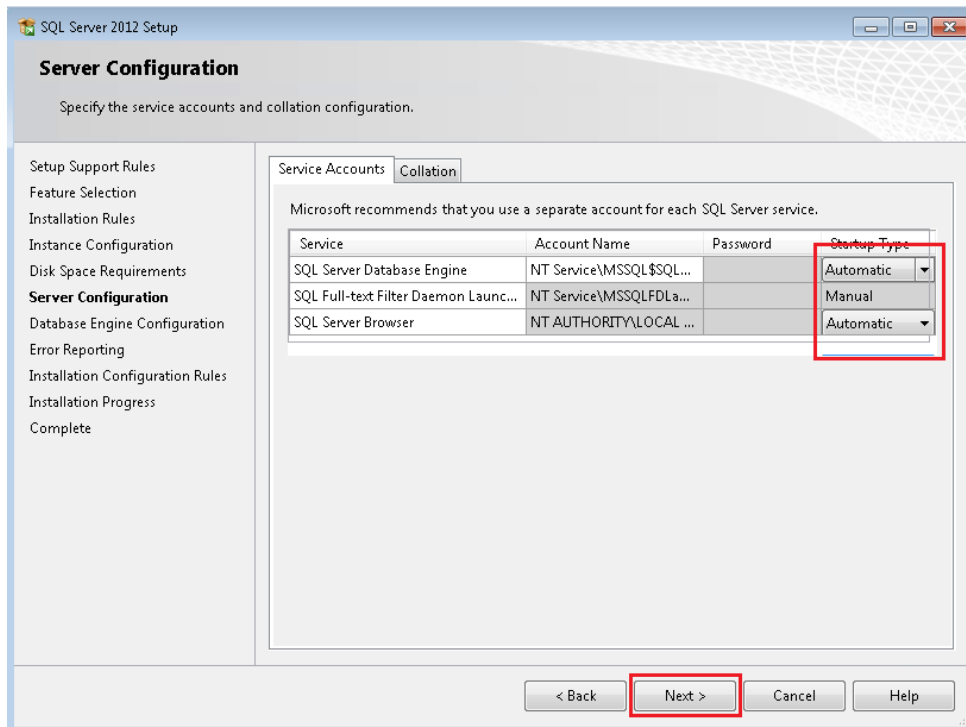 SQL Server 2012 Setup
Server Configuration
Specify the service accounts and collation configuration.
Setup Support Rules
Feature Selection
Installation Rules
Instance Configuration
Disk Space Requirements
Server Configuration
Database Engine Configuration
Error Reporting
Installation Configuration Rules
Installation Progress
Complete
Service Accounts Collation
Microsoft recommends that you use a separate account for each SQL Server service.
Service Account Name Password Startup Type
SQL Server Database Engine NT Service\MSSQL$SQL... Automatic
SQL Full-text Filter Daemon Launc... NT Service\MSSQLFDLa... Manual
SQL Server Browser NT AUTHORITY\LOCAL ... Automatic
< Back Next > Cancel Help